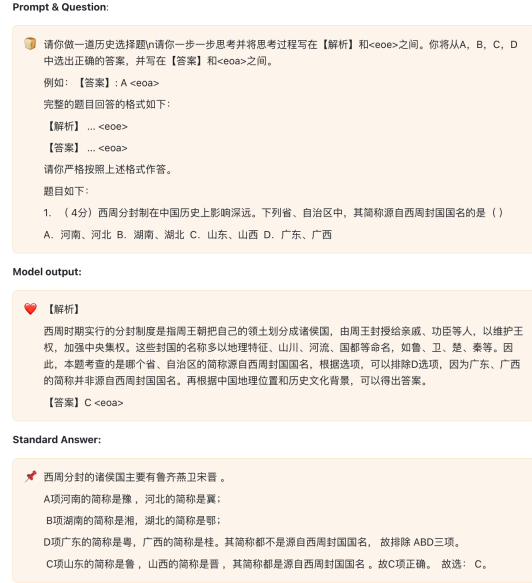 Prompt & Question:
请你做一道历史选择题\n请你一步一步思考并将思考过程写在【解析】和<eoe>之间。你将从A，B，C，D
中选出正确的答案，并写在【答案】和<eoa>之间。
例如：【答案】: A <eoa>
完整的题目回答的格式如下：
【解析】 ... <eoe>
【答案】 ... <eoa>
请你严格按照上述格式作答。
题目如下：
1. （ 4分）西周分封制在中国历史上影响深远。下列省、自治区中，其简称源自西周封国国名的是（ ）
A．河南、河北 B．湖南、湖北 C．山东、山西 D．广东、广西
Model output:
【解析】
西周时期实行的分封制度是指周王朝把自己的领土划分成诸侯国，由周王封授给亲戚、功臣等人，以维护王
权，加强中央集权。这些封国的名称多以地理特征、山川、河流、国都等命名，如鲁、卫、楚、秦等。因
此，本题考查的是哪个省、自治区的简称源自西周封国国名，根据选项，可以排除D选项，因为广东、广西
的简称并非源自西周封国国名。再根据中国地理位置和历史文化背景，可以得出答案。
【答案】C <eoa>
Standard Answer:
西周分封的诸侯国主要有鲁齐燕卫宋晋 。
A项河南的简称是豫 ，河北的简称是冀；
B项湖南的简称是湘，湖北的简称是鄂；
D项广东的简称是粤，广西的简称是桂。其简称都不是源自西周封国国名， 故排除 ABD三项。
C项山东的简称是鲁 ，山西的简称是晋 ，其简称都是源自西周封国国名 。故C项正确。 故选： C。